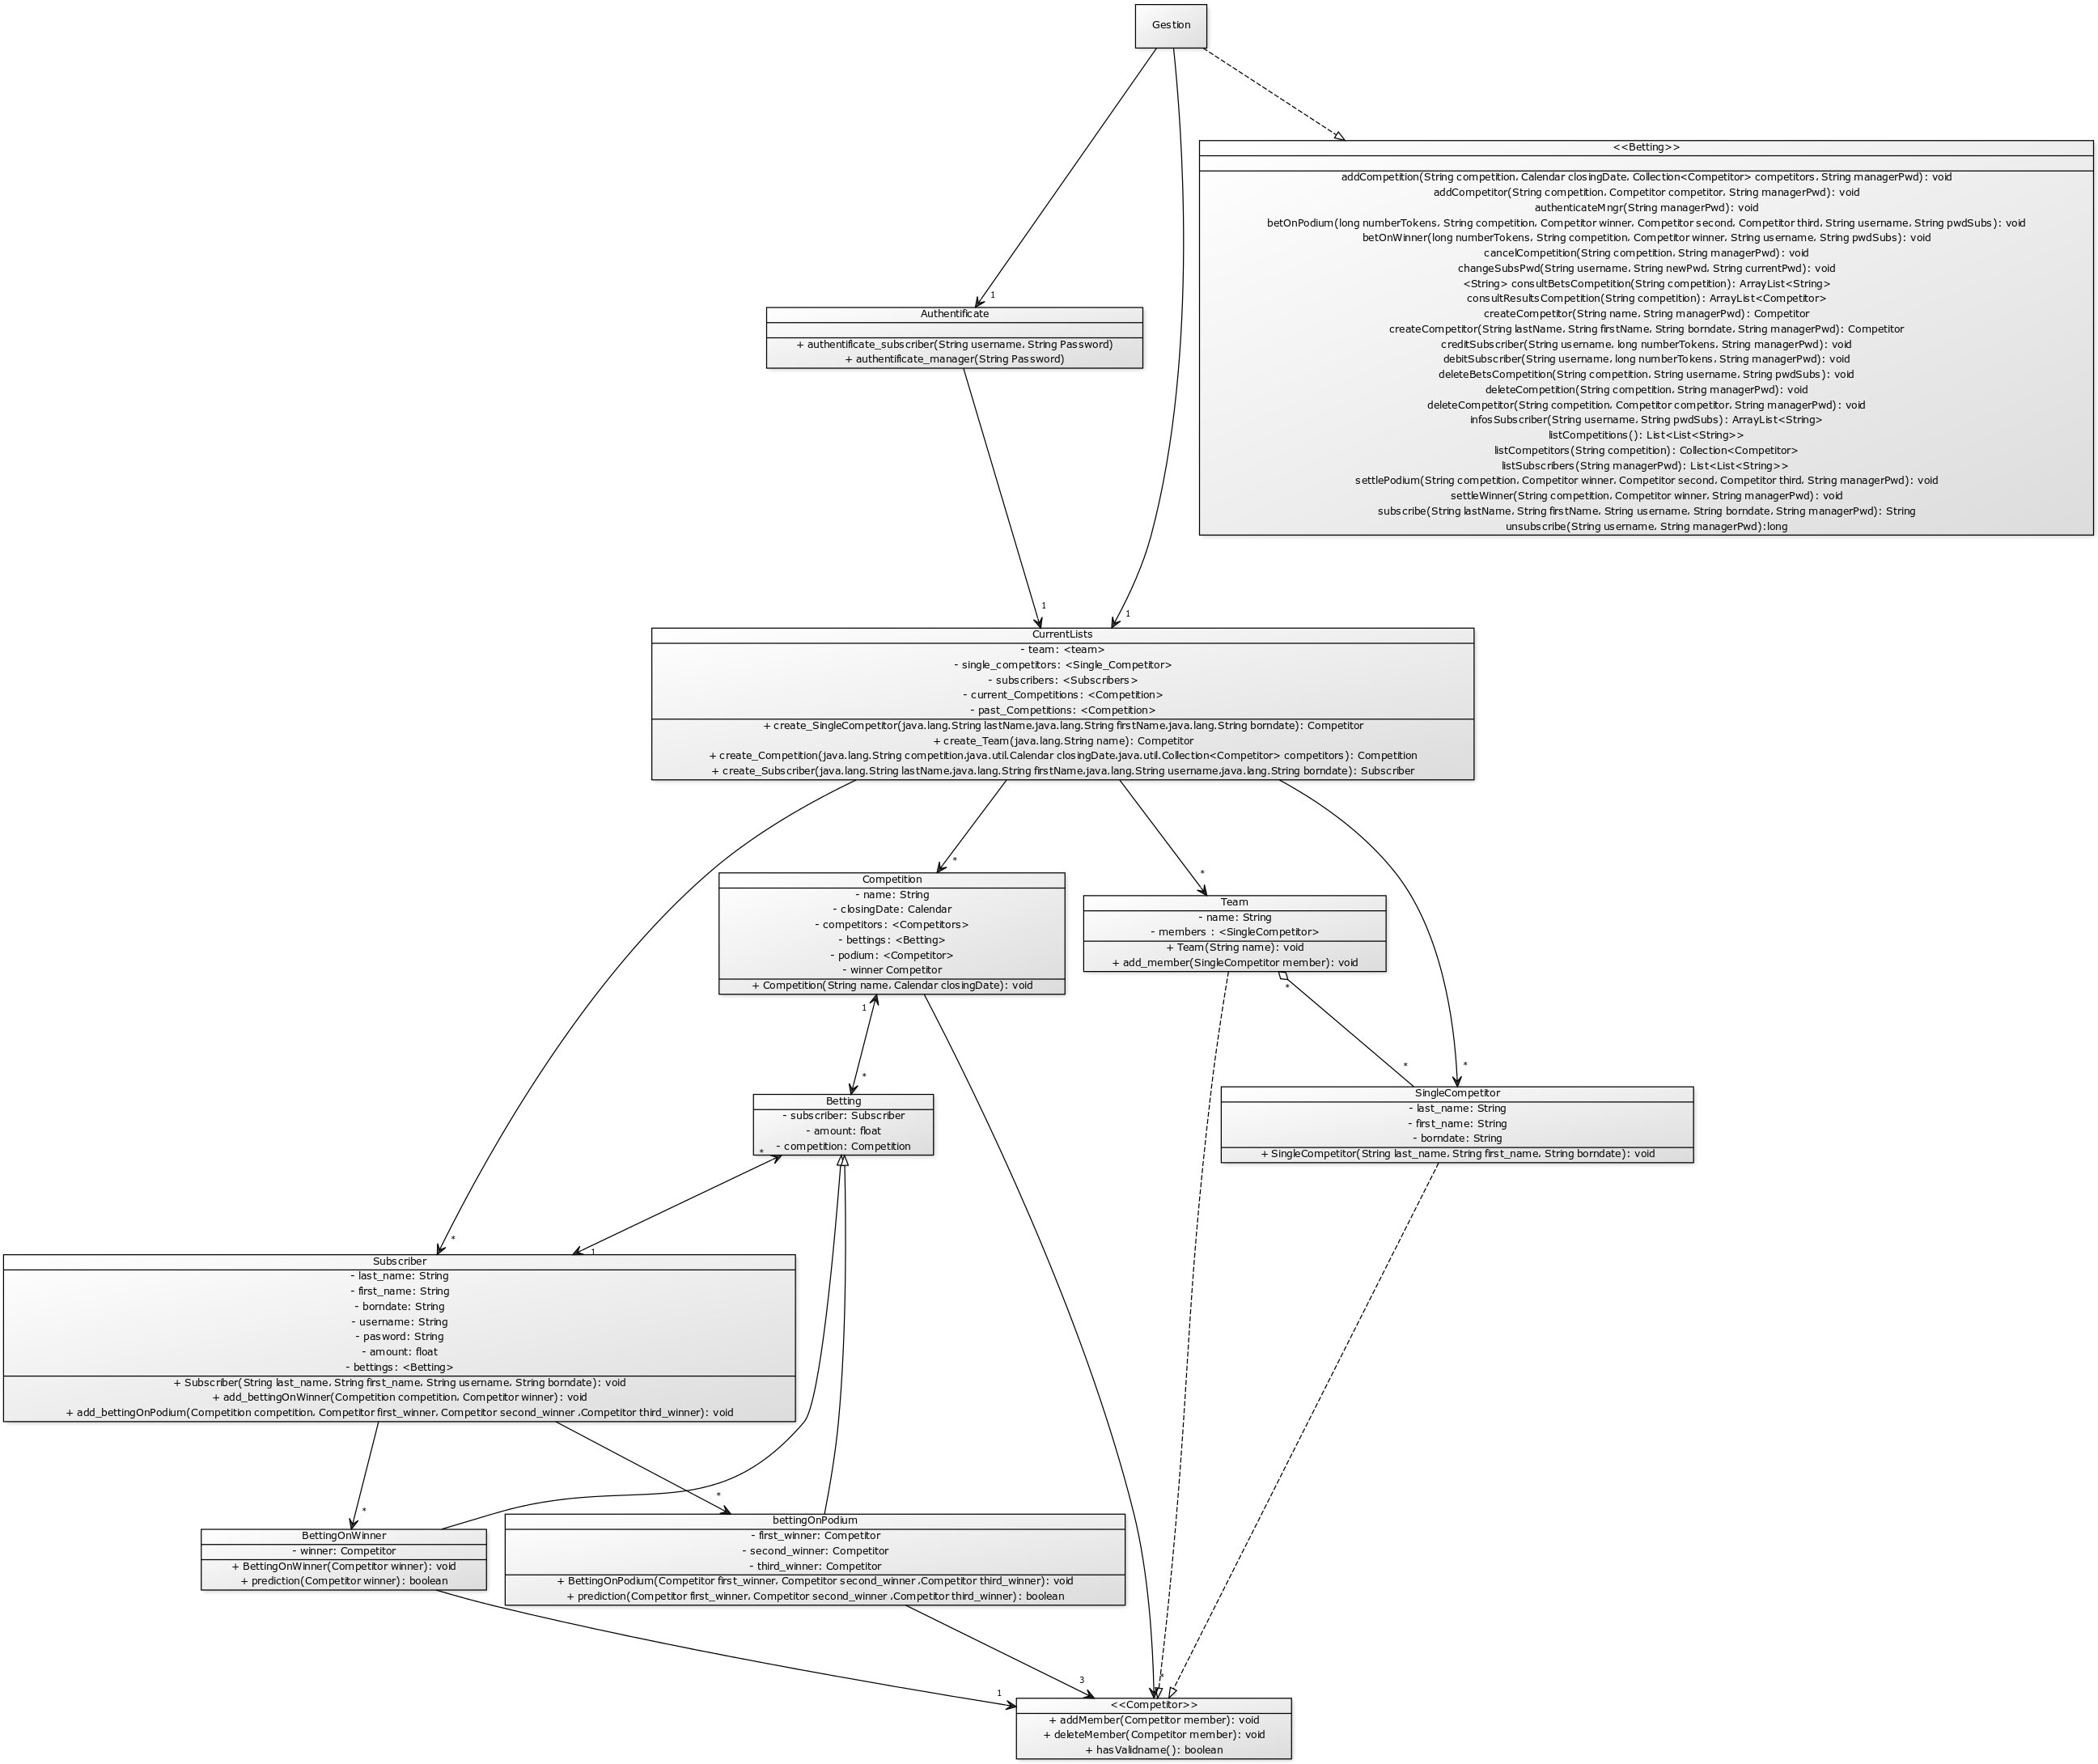 Gestion
<<Betting>>
addCompetition(String competition, Calendar closingDate, Collection<Competitor> competitors, String managerPwd): void
addCompetitor(String competition, Competitor competitor, String managerPwd): void
authenticateMngr(String managerPwd): void
betOnPodium(long numberTokens, String competition, Competitor winner, Competitor second, Competitor third, String username, String pwdSubs): void
betOnWinner(long numberTokens, String competition, Competitor winner, String username, String pwdSubs): void
cancelCompetition(String competition, String managerPwd): void
changeSubsPwd(String username, String newPwd, String currentPwd): void
<String> consultBetsCompetition(String competition): ArrayList<String>
consultResultsCompetition(String competition): ArrayList<Competitor>
createCompetitor(String name, String managerPwd): Competitor
createCompetitor(String lastName, String firstName, String borndate, String managerPwd): Competitor
creditSubscriber(String username, long numberTokens, String managerPwd): void
debitSubscriber(String username, long numberTokens, String managerPwd): void
deleteBetsCompetition(String competition, String username, String pwdSubs): void
deleteCompetition(String competition, String managerPwd): void
deleteCompetitor(String competition, Competitor competitor, String managerPwd): void
infosSubscriber(String username, String pwdSubs): ArrayList<String>
listCompetitions(): List<List<String>>
listCompetitors(String competition): Collection<Competitor>
listSubscribers(String managerPwd): List<List<String>>
settlePodium(String competition, Competitor winner, Competitor second, Competitor third, String managerPwd): void
settleWinner(String competition, Competitor winner, String managerPwd): void
subscribe(String lastName, String firstName, String username, String borndate, String managerPwd): String
unsubscribe(String username, String managerPwd):long
1
Authentificate
+ authentificate_subscriber(String username, String Password)
+ authentificate_manager(String Password)
1
1
CurrentLists
- team: <team>
- single_competitors: <Single_Competitor>
- subscribers: <Subscribers>
- current_Competitions: <Competition>
- past_Competitions: <Competition>
+ create_SingleCompetitor(java.lang.String lastName,java.lang.String firstName,java.lang.String borndate): Competitor
+ create_Team(java.lang.String name): Competitor
+ create_Competition(java.lang.String competition,java.util.Calendar closingDate,java.util.Collection<Competitor> competitors): Competition
+ create_Subscriber(java.lang.String lastName,java.lang.String firstName,java.lang.String username,java.lang.String borndate): Subscriber
*
*
Competition
- name: String
- closingDate: Calendar
- competitors: <Competitors>
- bettings: <Betting>
- podium: <Competitor>
- winner Competitor
+ Competition(String name, Calendar closingDate): void
Team
- name: String
- members : <SingleCompetitor>
+ Team(String name): void
+ add_member(SingleCompetitor member): void
*
1
*
*
*
Betting
- subscriber: Subscriber
- amount: float
- competition: Competition
*
SingleCompetitor
- last_name: String
- first_name: String
- borndate: String
+ SingleCompetitor(String last_name, String first_name, String borndate): void
*
1
Subscriber
- last_name: String
- first_name: String
- borndate: String
- username: String
- pasword: String
- amount: float
- bettings: <Betting>
+ Subscriber(String last_name, String first_name, String username, String borndate): void
+ add_bettingOnWinner(Competition competition, Competitor winner): void
+ add_bettingOnPodium(Competition competition, Competitor first_winner, Competitor second_winner ,Competitor third_winner): void
*
*
BettingOnWinner
- winner: Competitor
+ BettingOnWinner(Competitor winner): void
+ prediction(Competitor winner): boolean
bettingOnPodium
- first_winner: Competitor
- second_winner: Competitor
- third_winner: Competitor
+ BettingOnPodium(Competitor first_winner, Competitor second_winner ,Competitor third_winner): void
+ prediction(Competitor first_winner, Competitor second_winner ,Competitor third_winner): boolean
1
3
*
<<Competitor>>
+ addMember(Competitor member): void
+ deleteMember(Competitor member): void
+ hasValidname(): boolean